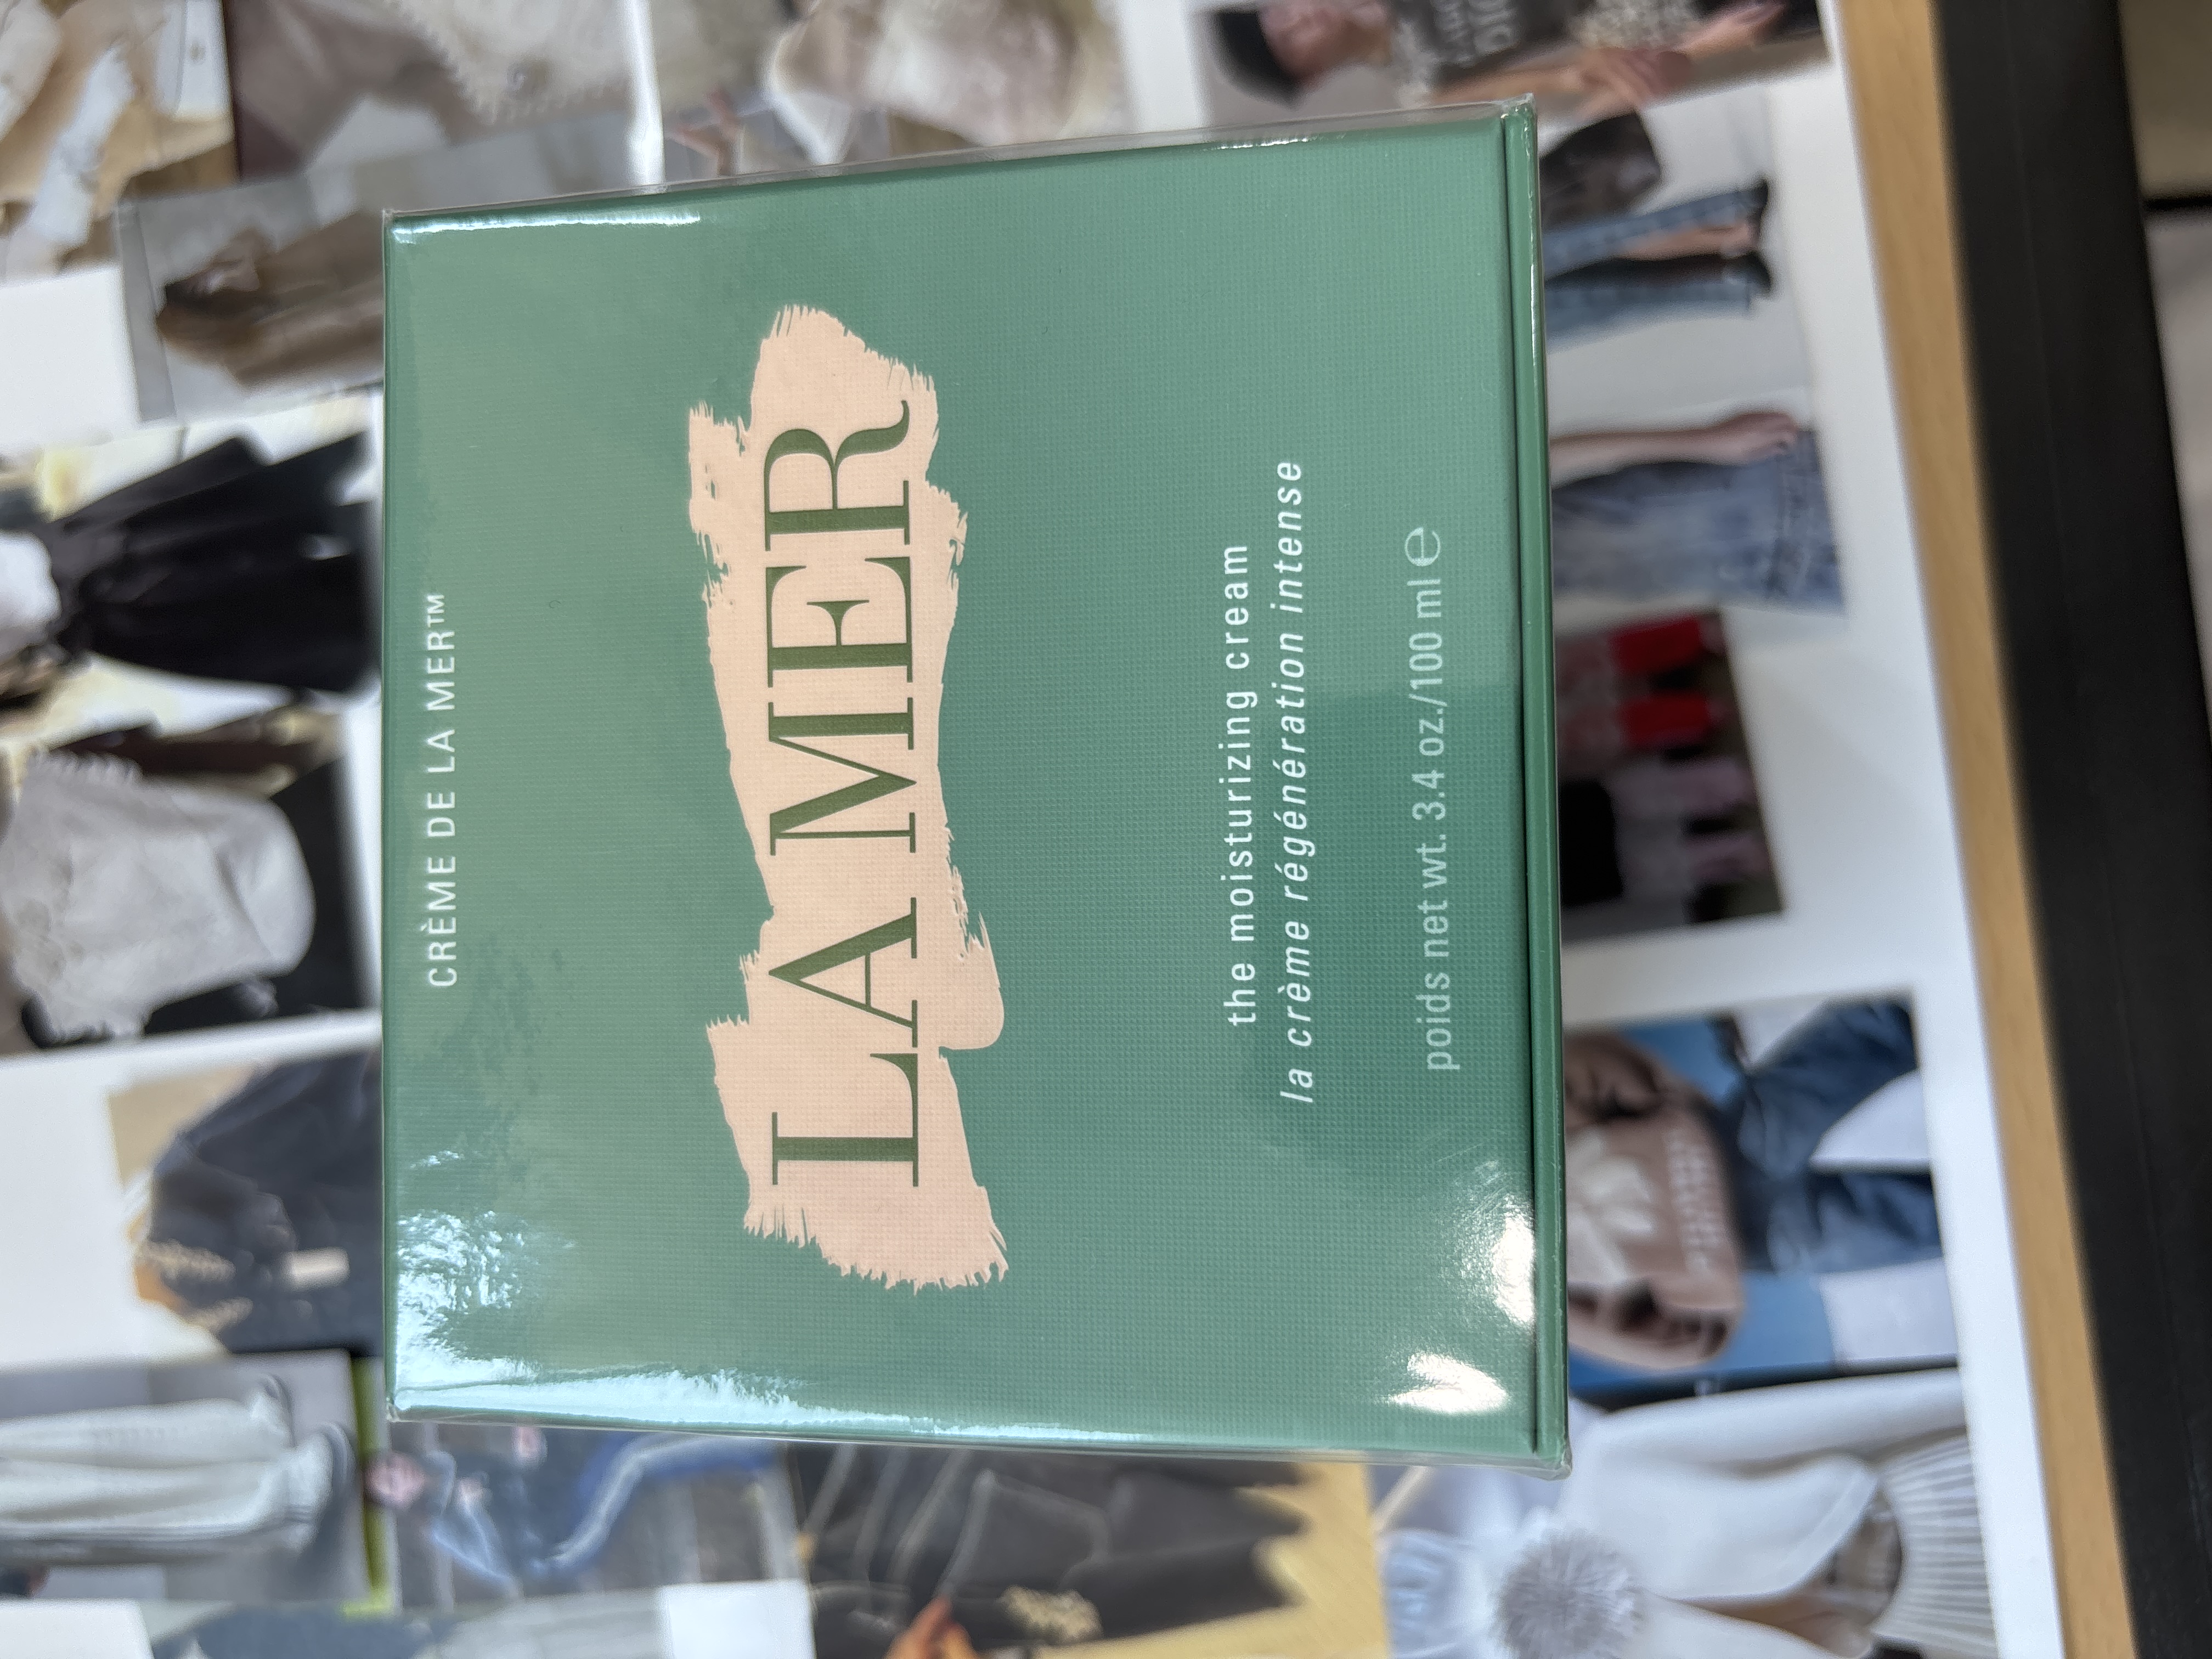 CRÈME DE LA MER™
LA MER
the moisturizing cream
la crème régénération intense
poids net wt. 3.4 oz./100 ml ℮